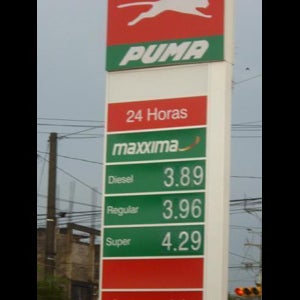 PUMA
24 Horas
maxxima
Diesel 3.89
Regular 3.96
Super 4.29